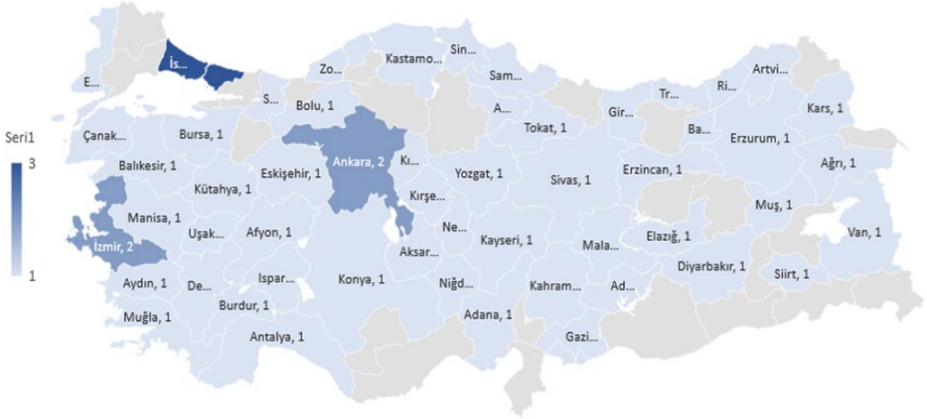 Seri1
3
1
E...
İs...
Zo...
Kastamo...
Sin...
Sam...
S...
Bolu, 1
A...
Tokat, 1
Gir...
Tr...
Ri...
Artvi...
Kars, 1
Çanak...
Bursa, 1
Ankara, 2
Ba...
Erzurum, 1
Balıkesir, 1
Eskişehir, 1
Kı...
Yozgat, 1
Sivas, 1
Erzincan, 1
Ağrı, 1
Kütahya, 1
Kırşe...
Manisa, 1
Uşak...
Afyon, 1
Ne...
Kayseri, 1
Muş, 1
İzmir, 2
Aksar...
Mala...
Elazığ, 1
Van, 1
Aydın, 1
De...
Ispar...
Konya, 1
Niğd...
Kahram...
Ad...
Diyarbakır, 1
Siirt, 1
Muğla, 1
Burdur, 1
Adana, 1
Antalya, 1
Gazi...